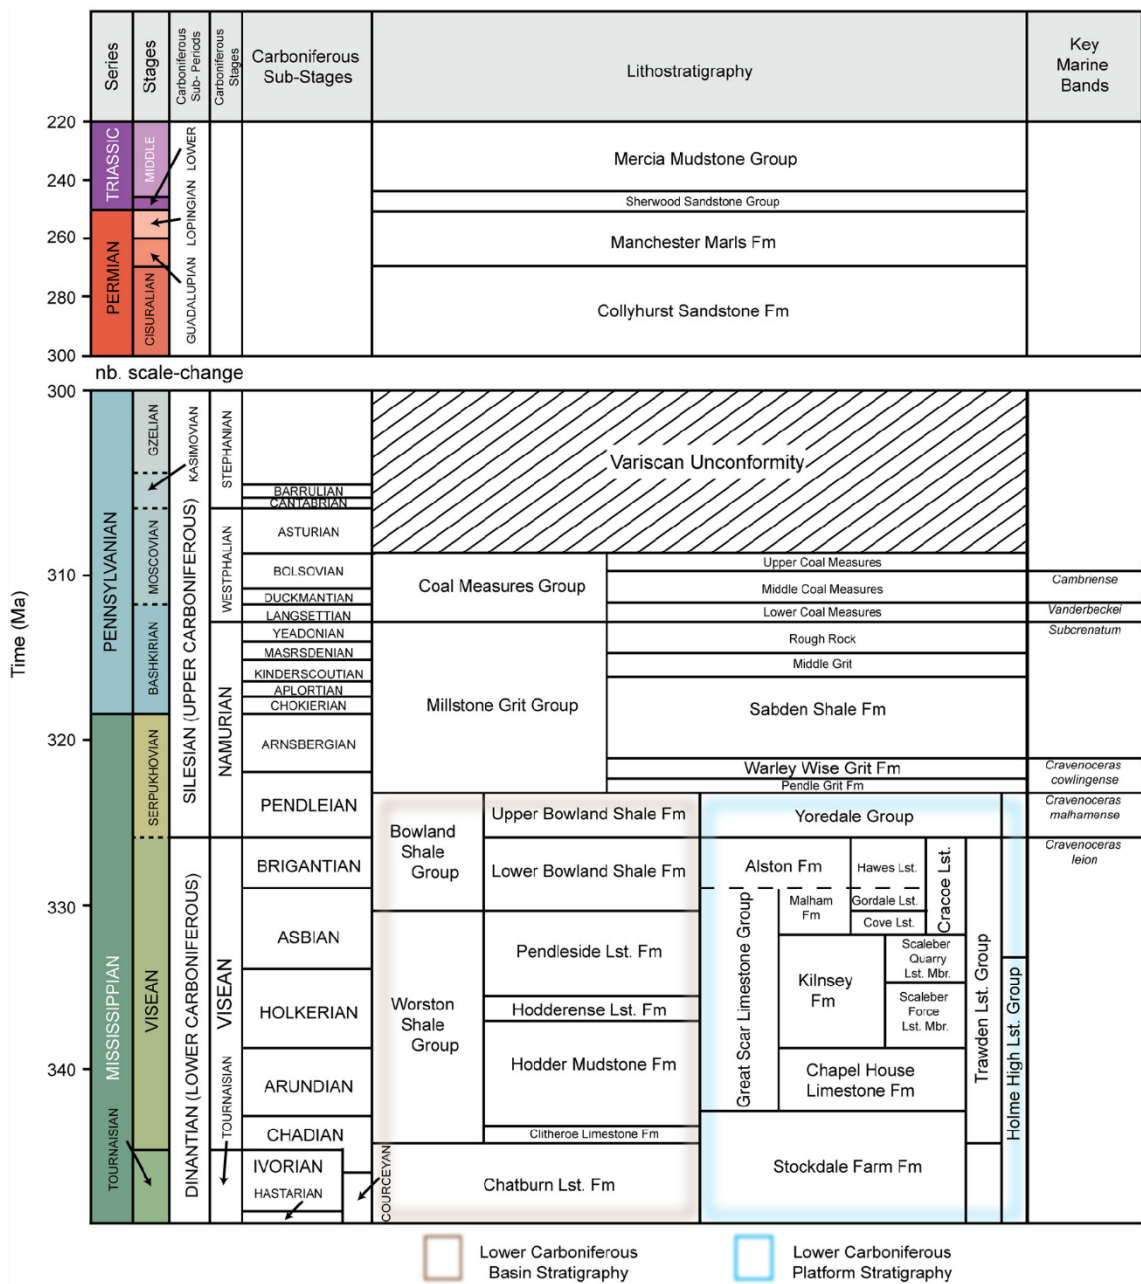 Series
Stages
Carboniferous
Sub- Periods
Carboniferous
Stages
Carboniferous
Sub-Stages
Lithostratigraphy
Key
Marine
Bands
Time (Ma)
220
240
260
280
300
TRIASSIC
PERMIAN
MIDDLE
CISURALIAN
LOWER
LOPINGIAN
GUADALUPIAN
Mercia Mudstone Group
Sherwood Sandstone Group
Manchester Marls Fm
Collyhurst Sandstone Fm
nb. scale-change
300
310
320
330
340
PENNSYLVANIAN
MISSISSIPPIAN
TOURNAISIAN
GZELIAN
MOSCOVIAN
BASHKIRIAN
SERPUKHOVIAN
VISEAN
KASIMOVIAN
SILESIAN (UPPER CARBONIFEROUS)
DINANTIAN (LOWER CARBONIFEROUS)
STEPHANIAN
WESTPHALIAN
NAMURIAN
VISEAN
TOURNAISIAN
BARRULIAN
CANTABRIAN
ASTURIAN
BOLSOVIAN
DUCKMANTIAN
LANGSETTIAN
YEADONIAN
MASRSDENIAN
KINDERSCOUTIAN
APLORTIAN
CHOKIERIAN
ARNSBERGIAN
PENDLEIAN
BRIGANTIAN
ASBIAN
HOLKERIAN
ARUNDIAN
CHADIAN
IVORIAN
HASTARIAN
COURCEYAN
Variscan Unconformity
Coal Measures Group
Upper Coal Measures
Middle Coal Measures
Lower Coal Measures
Millstone Grit Group
Rough Rock
Middle Grit
Sabden Shale Fm
Warley Wise Grit Fm
Pendle Grit Fm
Bowland
Shale
Group
Upper Bowland Shale Fm
Lower Bowland Shale Fm
Worston
Shale
Group
Pendleside Lst. Fm
Hodderense Lst. Fm
Hodder Mudstone Fm
Clitheroe Limestone Fm
Chatburn Lst. Fm
Yoredale Group
Alston Fm
Hawes Lst.
Malham
Fm
Gordale Lst.
Cove Lst.
Cracoe Lst.
Great Scar Limestone Group
Kilnsey
Fm
Scaleber
Quarry
Lst. Mbr.
Scaleber
Force
Lst. Mbr.
Chapel House
Limestone Fm
Stockdale Farm Fm
Trawden Lst. Group
Holme High Lst. Group
Cambriense
Vanderbeckei
Subcrenatum
Cravenoceras
cowlingense
Cravenoceras
malhamense
Cravenoceras
leion
Lower Carboniferous
Basin Stratigraphy
Lower Carboniferous
Platform Stratigraphy